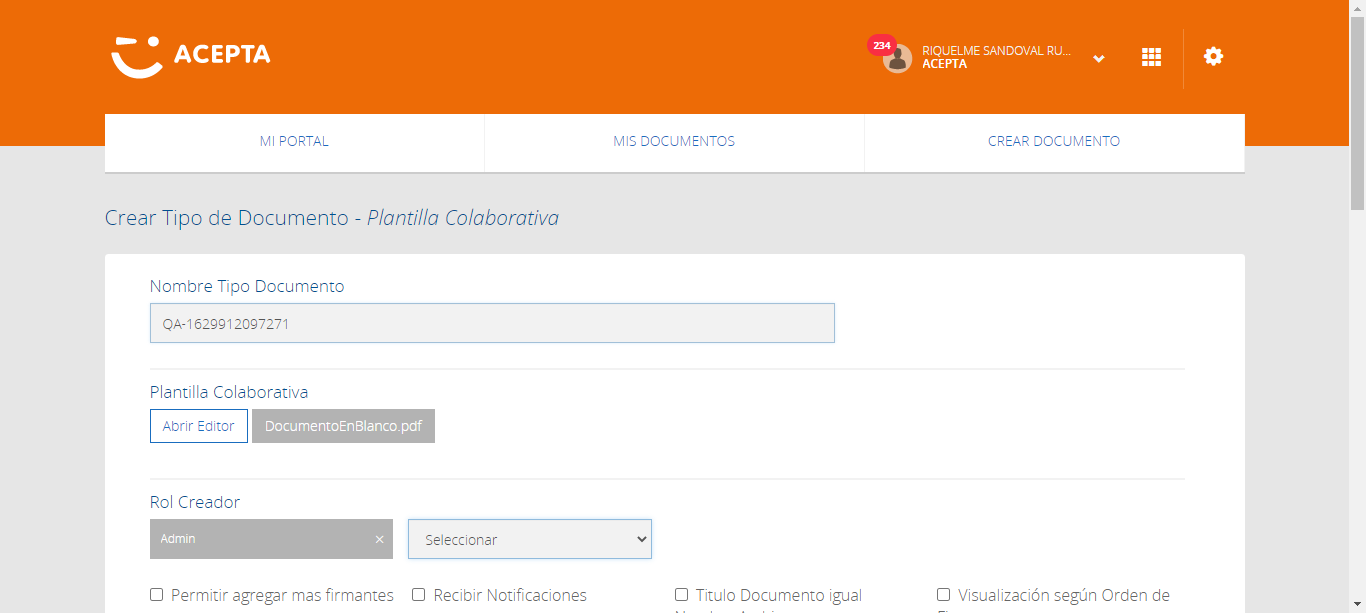 ACEPTA
234
RIQUELME SANDOVAL RU...
ACEPTA
MI PORTAL
MIS DOCUMENTOS
CREAR DOCUMENTO
Crear Tipo de Documento - Plantilla Colaborativa
Nombre Tipo Documento
QA-1629912097271
Plantilla Colaborativa
Abrir Editor
DocumentoEnBlanco.pdf
Rol Creador
Admin ×
Seleccionar
Permitir agregar mas firmantes
Recibir Notificaciones
Titulo Documento igual
Visualización según Orden de